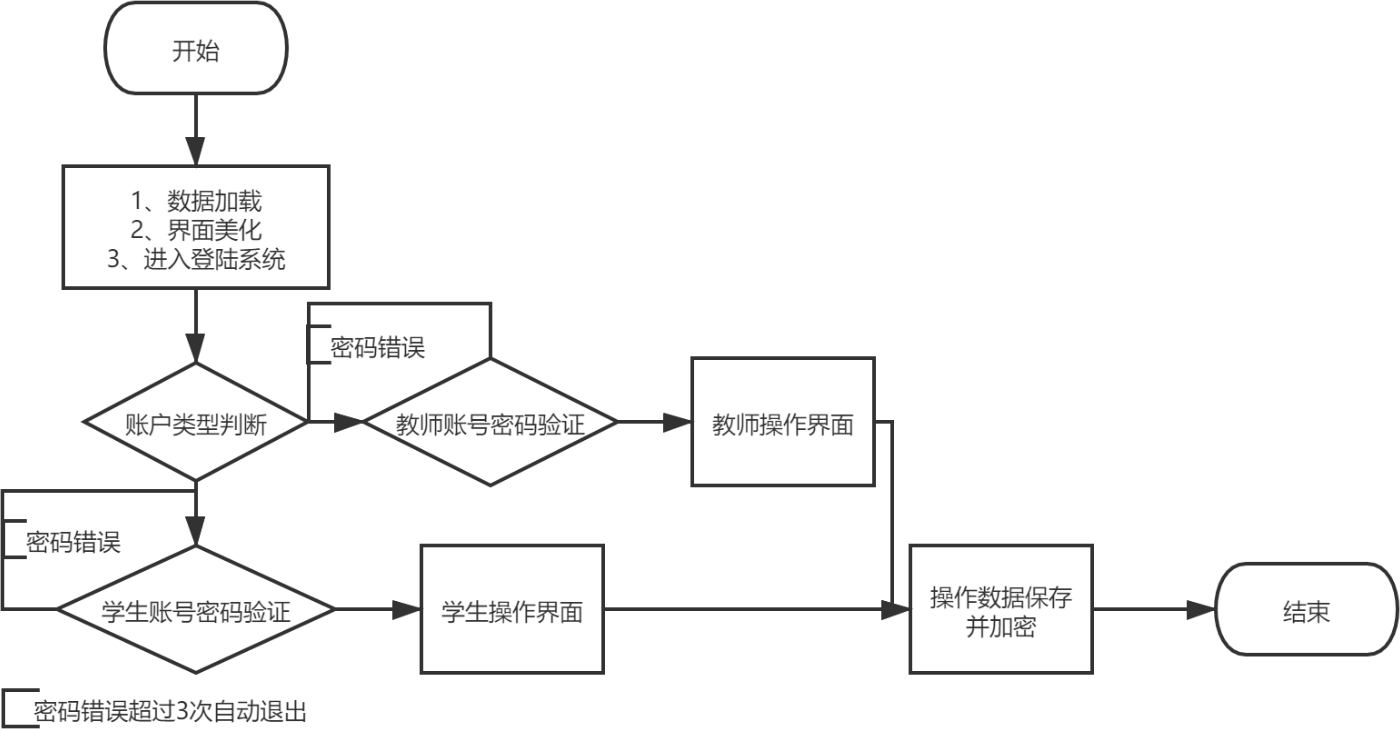 开始
1、数据加载
2、界面美化
3、进入登陆系统
密码错误
账户类型判断
教师账号密码验证
教师操作界面
密码错误
学生账号密码验证
学生操作界面
操作数据保存
并加密
结束
密码错误超过3次自动退出